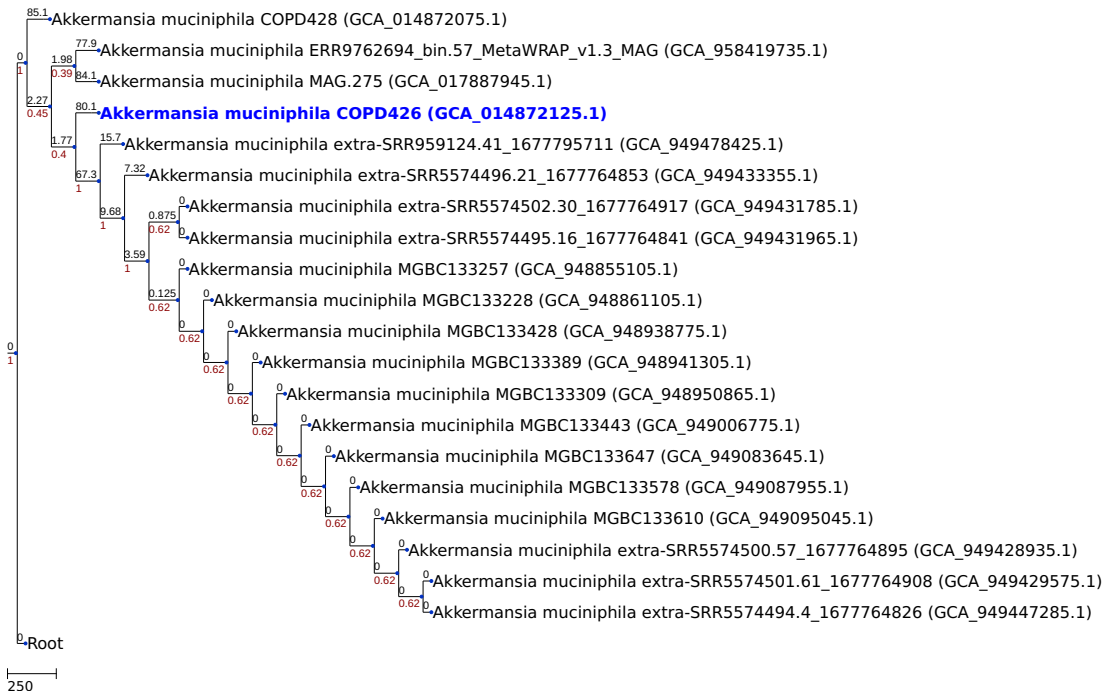 85.1 Akkermansia muciniphila COPD428 (GCA_014872075.1)
77.9 Akkermansia muciniphila ERR9762694_bin.57_MetaWRAP_v1.3_MAG (GCA_958419735.1)
0 1.98
1 0.39
84.1 Akkermansia muciniphila MAG.275 (GCA_017887945.1)
2.27
0.45
80.1 Akkermansia muciniphila COPD426 (GCA_014872125.1)
1.77
0.4
15.7 Akkermansia muciniphila extra-SRR959124.41_1677795711 (GCA_949478425.1)
67.3
1
7.32 Akkermansia muciniphila extra-SRR5574496.21_1677764853 (GCA_949433355.1)
0 Akkermansia muciniphila extra-SRR5574502.30_1677764917 (GCA_949431785.1)
9.68 0.875
1 0.62
0 Akkermansia muciniphila extra-SRR5574495.16_1677764841 (GCA_949431965.1)
3.59
1
0 Akkermansia muciniphila MGBC133257 (GCA_948855105.1)
0.125
0.62
0 Akkermansia muciniphila MGBC133228 (GCA_948861105.1)
0
0.62
0 Akkermansia muciniphila MGBC133428 (GCA_948938775.1)
0
1
0
0.62
0 Akkermansia muciniphila MGBC133389 (GCA_948941305.1)
0
0.62
0 Akkermansia muciniphila MGBC133309 (GCA_948950865.1)
0
0.62
0 Akkermansia muciniphila MGBC133443 (GCA_949006775.1)
0
0.62
0 Akkermansia muciniphila MGBC133647 (GCA_949083645.1)
0
0.62
0 Akkermansia muciniphila MGBC133578 (GCA_949087955.1)
0
0.62
0 Akkermansia muciniphila MGBC133610 (GCA_949095045.1)
0
0.62
0 Akkermansia muciniphila extra-SRR5574500.57_1677764895 (GCA_949428935.1)
0
0.62
0 Akkermansia muciniphila extra-SRR5574501.61_1677764908 (GCA_949429575.1)
0
0.62
0 Akkermansia muciniphila extra-SRR5574494.4_1677764826 (GCA_949447285.1)
0 Root
250